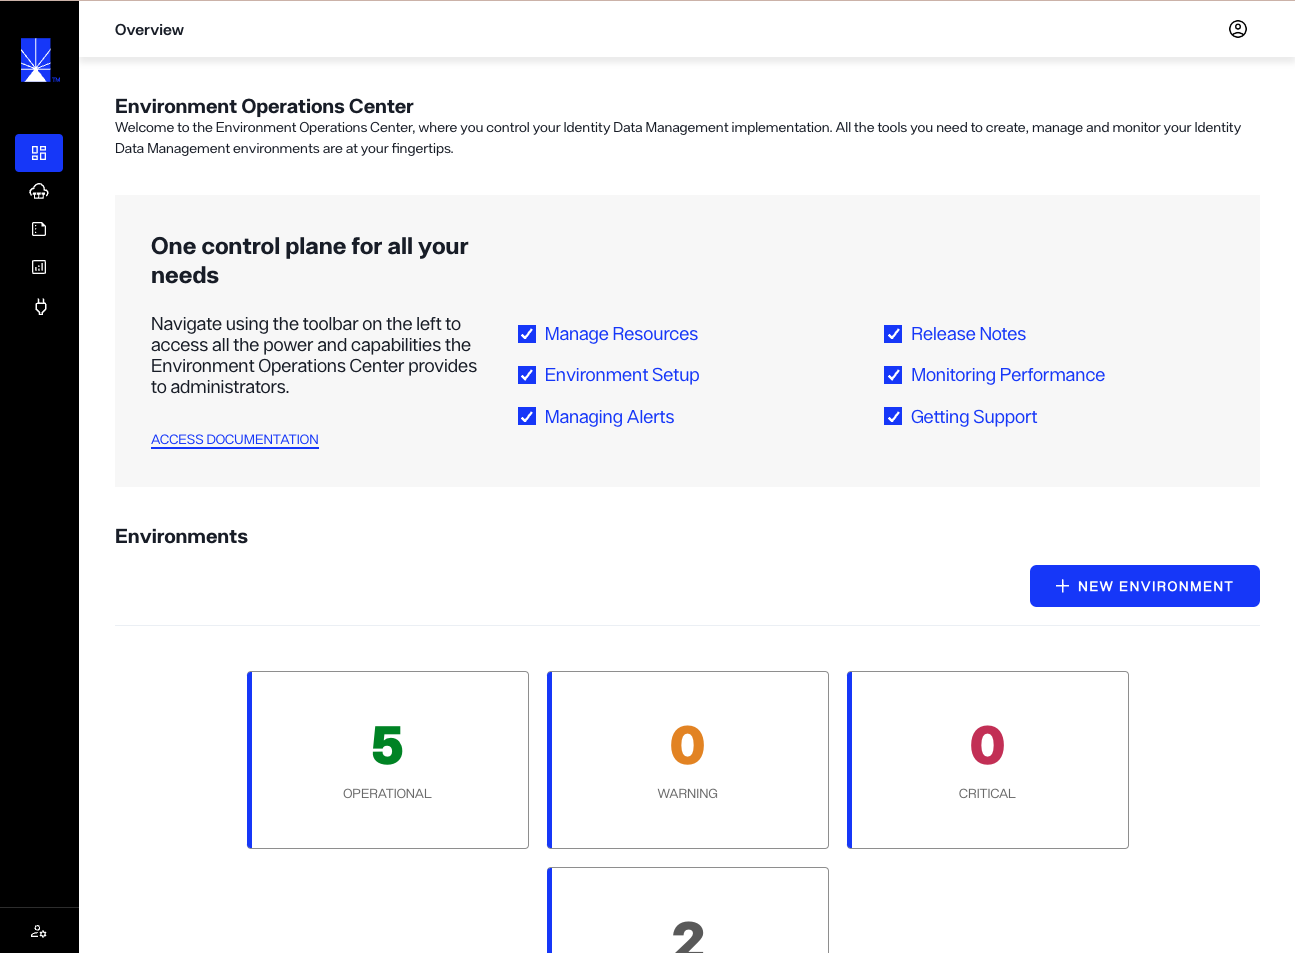 Overview
TM
Environment Operations Center
Welcome to the Environment Operations Center, where you control your Identity Data Management implementation. All the tools you need to create, manage and monitor your Identity
Data Management environments are at your fingertips.
One control plane for all your
needs
Navigate using the toolbar on the left to
access all the power and capabilities the
Environment Operations Center provides
to administrators.
ACCESS DOCUMENTATION
Manage Resources
Environment Setup
Managing Alerts
Release Notes
Monitoring Performance
Getting Support
Environments
NEW ENVIRONMENT
5
OPERATIONAL
0
WARNING
0
CRITICAL
2